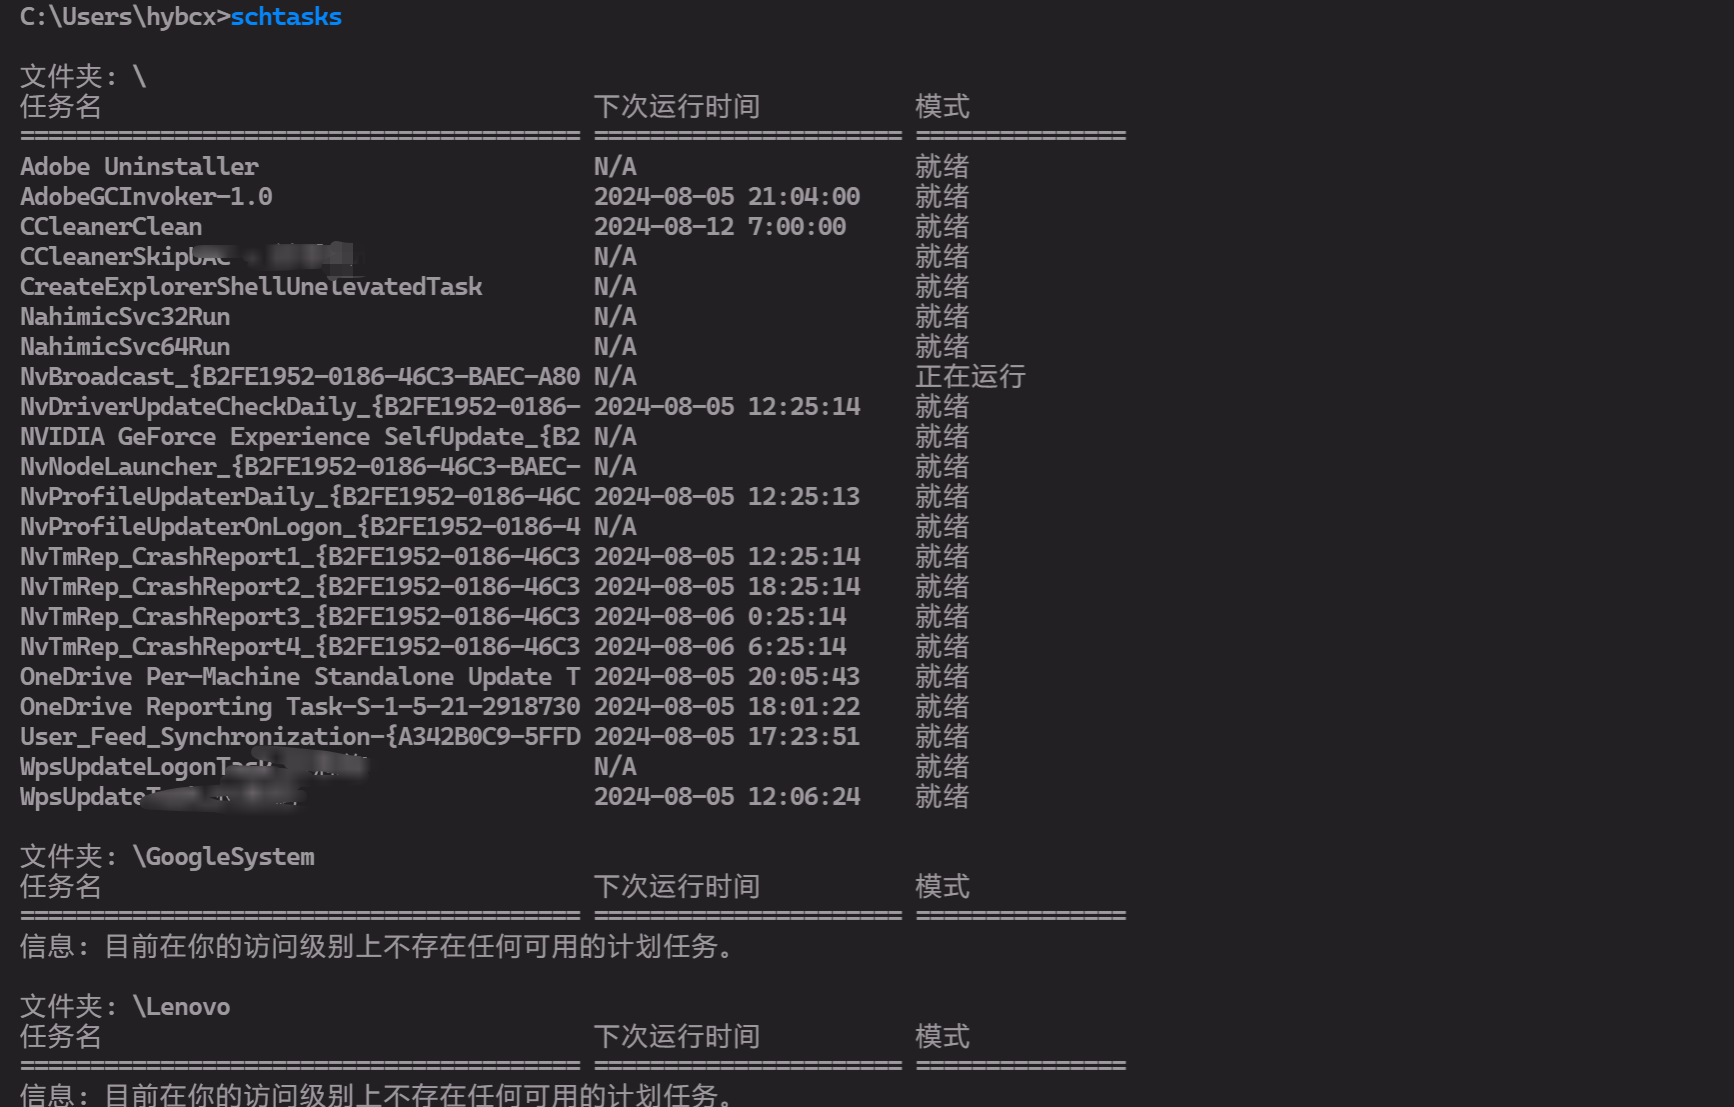 C:\Users\hybcx>schtasks
文件夹: \
任务名 下次运行时间 模式
======================================== ====================== ===============
Adobe Uninstaller N/A 就绪
AdobeGCInvoker-1.0 2024-08-05 21:04:00 就绪
CCleanerClean 2024-08-12 7:00:00 就绪
CCleanerSkipUAC N/A 就绪
CreateExplorerShellUnelevatedTask N/A 就绪
NahimicSvc32Run N/A 就绪
NahimicSvc64Run N/A 就绪
NvBroadcast_{B2FE1952-0186-46C3-BAEC-A80 N/A 正在运行
NvDriverUpdateCheckDaily_{B2FE1952-0186- 2024-08-05 12:25:14 就绪
NVIDIA GeForce Experience SelfUpdate_{B2 N/A 就绪
NvNodeLauncher_{B2FE1952-0186-46C3-BAEC- N/A 就绪
NvProfileUpdaterDaily_{B2FE1952-0186-46C 2024-08-05 12:25:13 就绪
NvProfileUpdaterOnLogon_{B2FE1952-0186-4 N/A 就绪
NvTmRep_CrashReport1_{B2FE1952-0186-46C3 2024-08-05 12:25:14 就绪
NvTmRep_CrashReport2_{B2FE1952-0186-46C3 2024-08-05 18:25:14 就绪
NvTmRep_CrashReport3_{B2FE1952-0186-46C3 2024-08-06 0:25:14 就绪
NvTmRep_CrashReport4_{B2FE1952-0186-46C3 2024-08-06 6:25:14 就绪
OneDrive Per-Machine Standalone Update T 2024-08-05 20:05:43 就绪
OneDrive Reporting Task-S-1-5-21-2918730 2024-08-05 18:01:22 就绪
User_Feed_Synchronization-{A342B0C9-5FFD 2024-08-05 17:23:51 就绪
WpsUpdateLogonTask N/A 就绪
WpsUpdate 2024-08-05 12:06:24 就绪
文件夹: \GoogleSystem
任务名 下次运行时间 模式
======================================== ====================== ===============
信息: 目前在你的访问级别上不存在任何可用的计划任务。
文件夹: \Lenovo
任务名 下次运行时间 模式
======================================== ====================== ===============
信息: 目前在你的访问级别上不存在任何可用的计划任务。